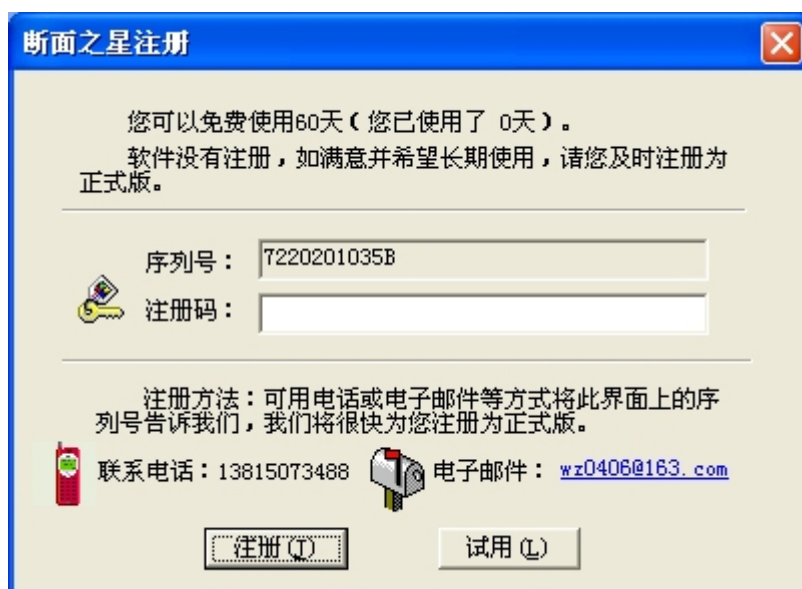 断面之星注册
您可以免费使用60天(您已使用了 0天)。
软件没有注册,如满意并希望长期使用,请您及时注册为
正式版。
序列号: 7220201035B
注册码:
注册方法:可用电话或电子邮件等方式将此界面上的序
列号告诉我们,我们将很快为您注册为正式版。
联系电话:13815073488 电子邮件: wz0406@163.com
注册(T) 试用(L)